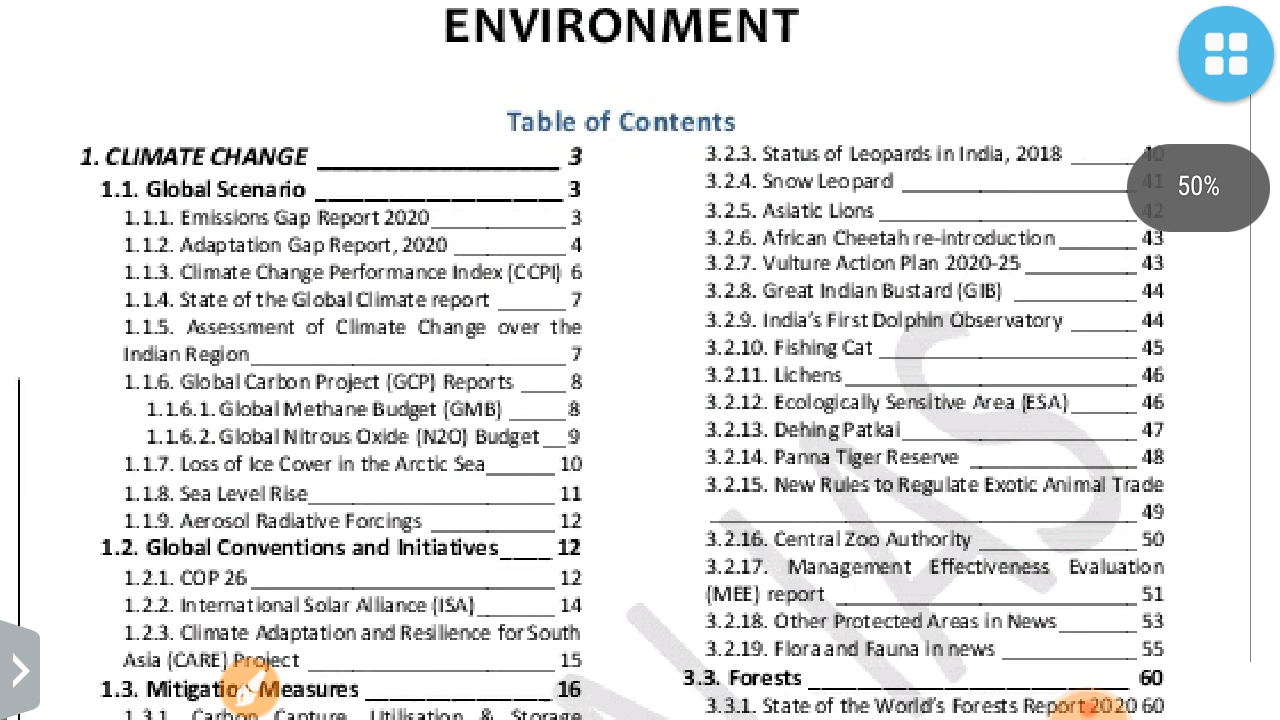 ENVIRONMENT
Table of Contents
1. CLIMATE CHANGE 3
1.1. Global Scenario 3
1.1.1. Emissions Gap Report 2020 3
1.1.2. Adaptation Gap Report, 2020 4
1.1.3. Climate Change Performance Index (CCPI) 6
1.1.4. State of the Global Climate report 7
1.1.5. Assessment of Climate Change over the
Indian Region 7
1.1.6. Global Carbon Project (GCP) Reports 8
1.1.6.1. Global Methane Budget (GMB) 8
1.1.6.2. Global Nitrous Oxide (N2O) Budget 9
1.1.7. Loss of Ice Cover in the Arctic Sea 10
1.1.8. Sea Level Rise 11
1.1.9. Aerosol Radiative Forcings 12
1.2. Global Conventions and Initiatives 12
1.2.1. COP 26 12
1.2.2. International Solar Alliance (ISA) 14
1.2.3. Climate Adaptation and Resilience for South
Asia (CARE) Project 15
1.3. Mitigation Measures 16
1.3.1. Carbon Capture, Utilisation & Storage
3.2.3. Status of Leopards in India, 2018 40
3.2.4. Snow Leopard 41
3.2.5. Asiatic Lions 42
3.2.6. African Cheetah re-introduction 43
3.2.7. Vulture Action Plan 2020-25 43
3.2.8. Great Indian Bustard (GIB) 44
3.2.9. India's First Dolphin Observatory 44
3.2.10. Fishing Cat 45
3.2.11. Lichens 46
3.2.12. Ecologically Sensitive Area (ESA) 46
3.2.13. Dehing Patkai 47
3.2.14. Panna Tiger Reserve 48
3.2.15. New Rules to Regulate Exotic Animal Trade
49
3.2.16. Central Zoo Authority 50
3.2.17. Management Effectiveness Evaluation
(MEE) report 51
3.2.18. Other Protected Areas in News 53
3.2.19. Flora and Fauna in news 55
3.3. Forests 60
3.3.1. State of the World's Forests Report 2020 60
50%
IAS